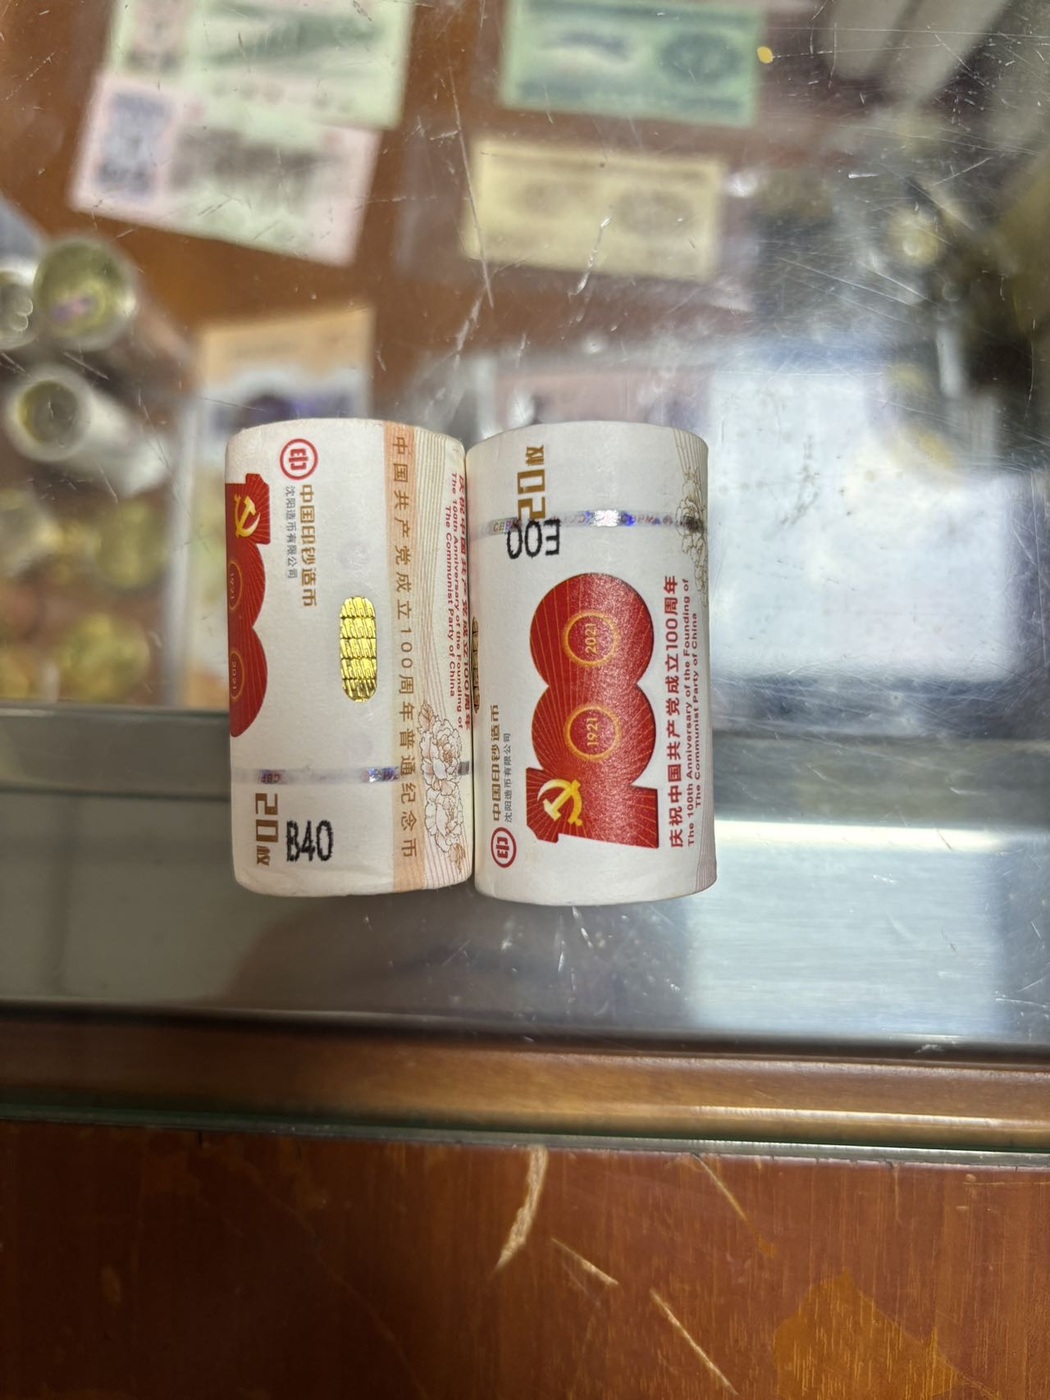 印
中国印钞造币
沈阳造币有限公司
20枚
B40
中国共产党成立100周年普通纪念币
庆祝中国共产党成立100周年
The 100th Anniversary of the Founding of
The Communist Party of China
20枚
003
2021
1921
印
中国印钞造币
沈阳造币有限公司
庆祝中国共产党成立100周年
The 100th Anniversary of the Founding of
The Communist Party of China